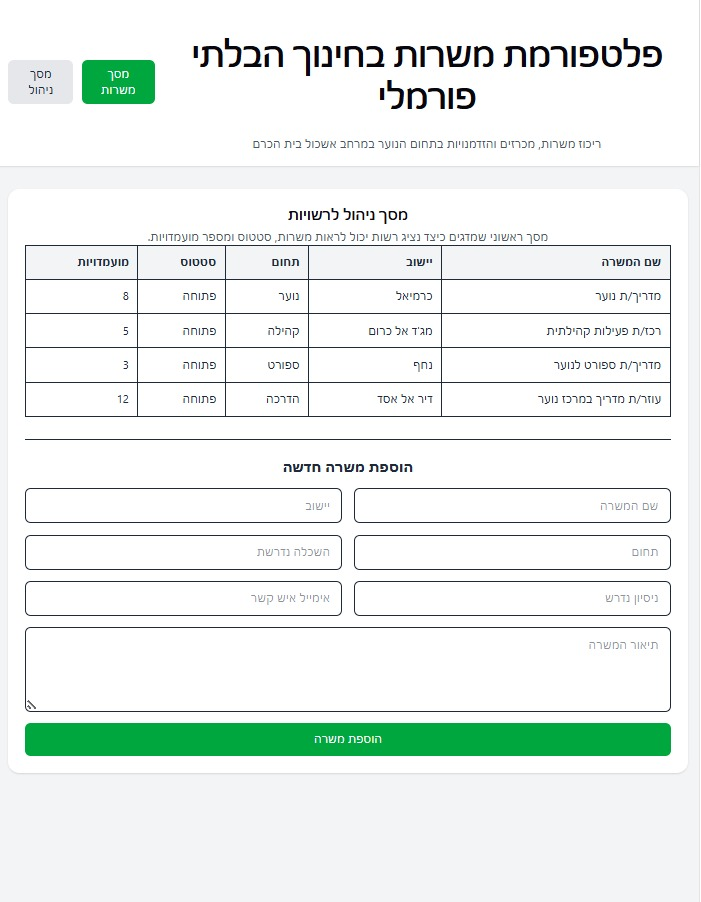 פלטפורמת משרות בחינוך הבלתי
פורמלי
ריכוז משרות, מכרזים והזדמנויות בתחום הנוער במרחב אשכול בית הכרם
מסך
משרות
מסך
ניהול
מסך ניהול לרשויות
מסך ראשוני שמדגים כיצד נציג רשות יכול לראות משרות, סטטוס ומספר מועמדויות.
שם המשרה יישוב תחום סטטוס מועמדויות
מדריך/ת נוער כרמיאל נוער פתוחה 8
רכז/ת פעילות קהילתית מג'ד אל כרום קהילה פתוחה 5
מדריך/ת ספורט לנוער נחף ספורט פתוחה 3
עוזר/ת מדריך במרכז נוער דיר אל אסד הדרכה פתוחה 12
הוספת משרה חדשה
שם המשרה יישוב
תחום השכלה נדרשת
ניסיון נדרש אימייל איש קשר
תיאור המשרה
הוספת משרה